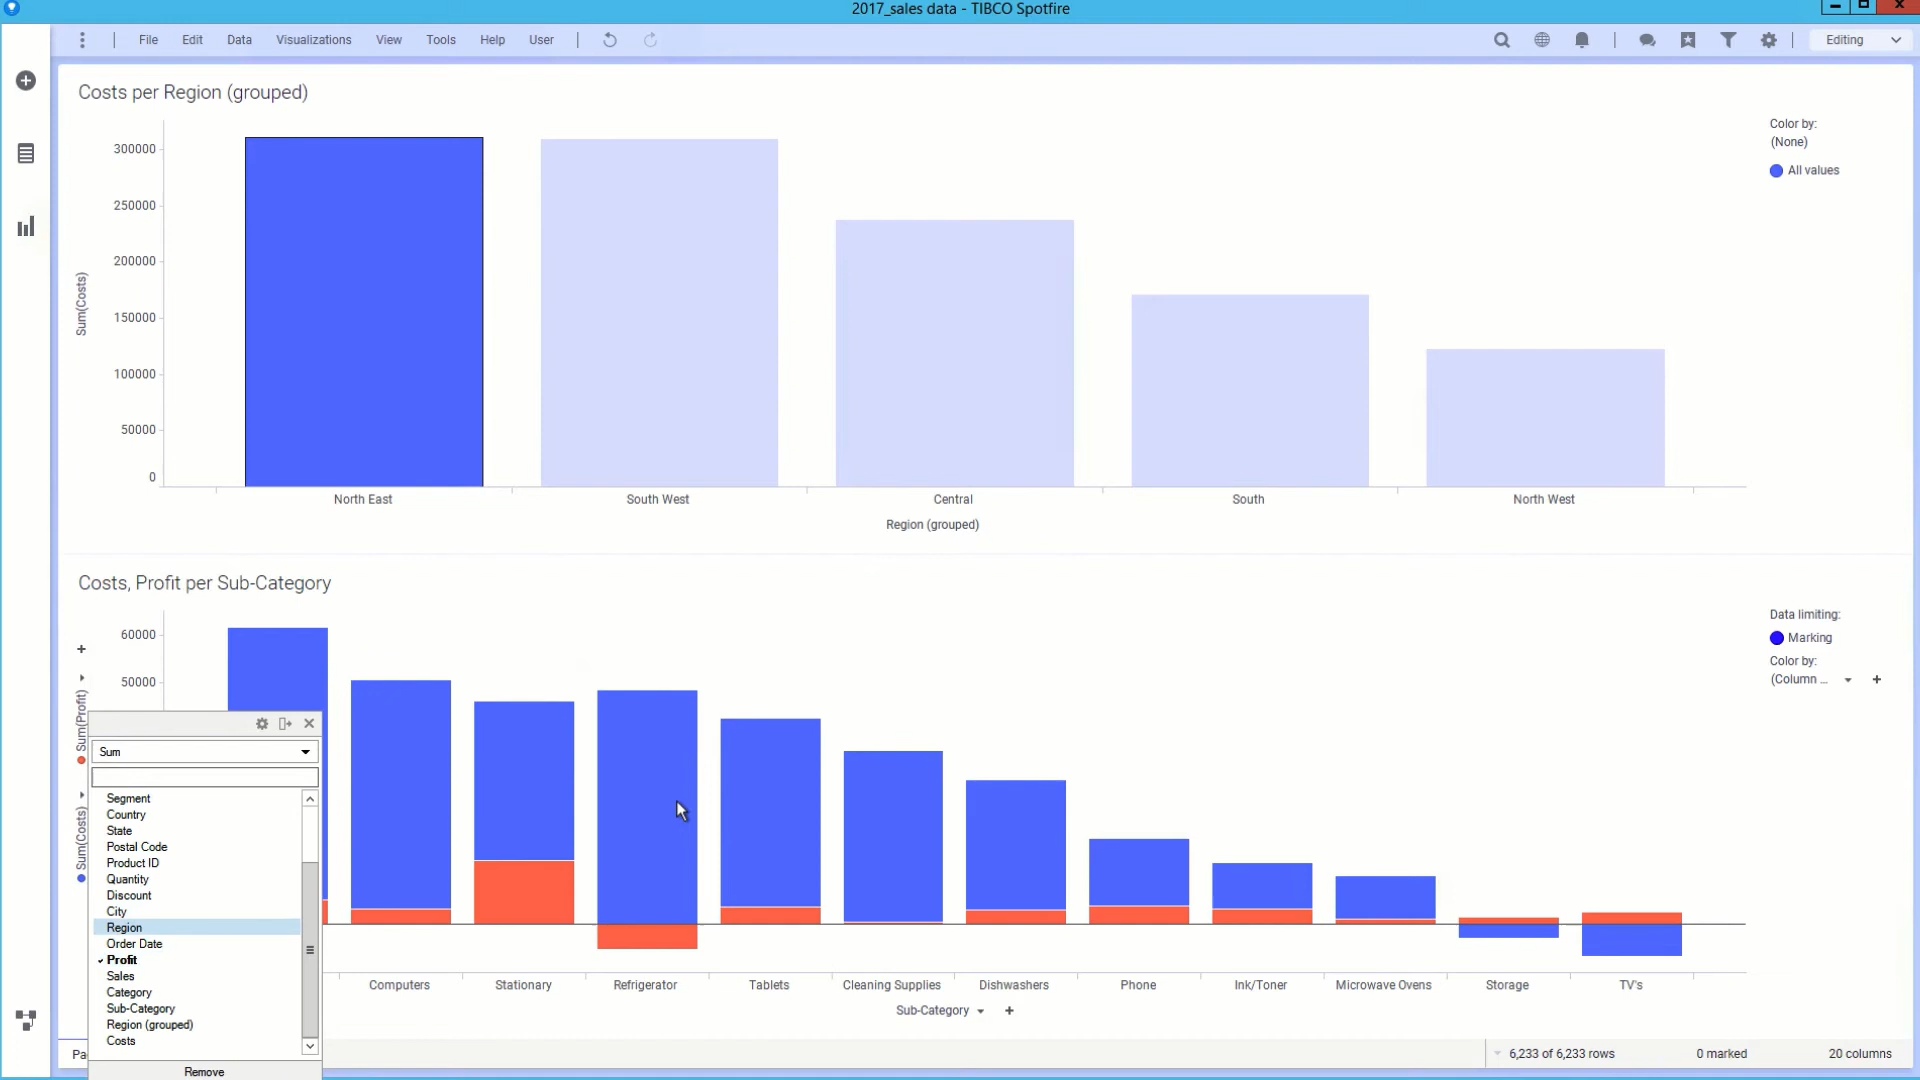 2017_sales data - TIBCO Spotfire
File Edit Data Visualizations View Tools Help User Editing
Costs per Region (grouped)
Color by:
(None)
All values
300000
250000
200000
150000
100000
50000
0
Sum(Costs)
North East South West Central South North West
Region (grouped)
Costs, Profit per Sub-Category
Data limiting:
Marking
Color by:
(Column ...
60000
50000
Sum(Profit)
Sum(Costs)
Sum
Segment
Country
State
Postal Code
Product ID
Quantity
Discount
City
Region
Order Date
Profit
Sales
Category
Sub-Category
Region (grouped)
Costs
Remove
Computers Stationary Refrigerator Tablets Cleaning Supplies Dishwashers Phone Ink/Toner Microwave Ovens Storage TV's
Sub-Category
6,233 of 6,233 rows 0 marked 20 columns